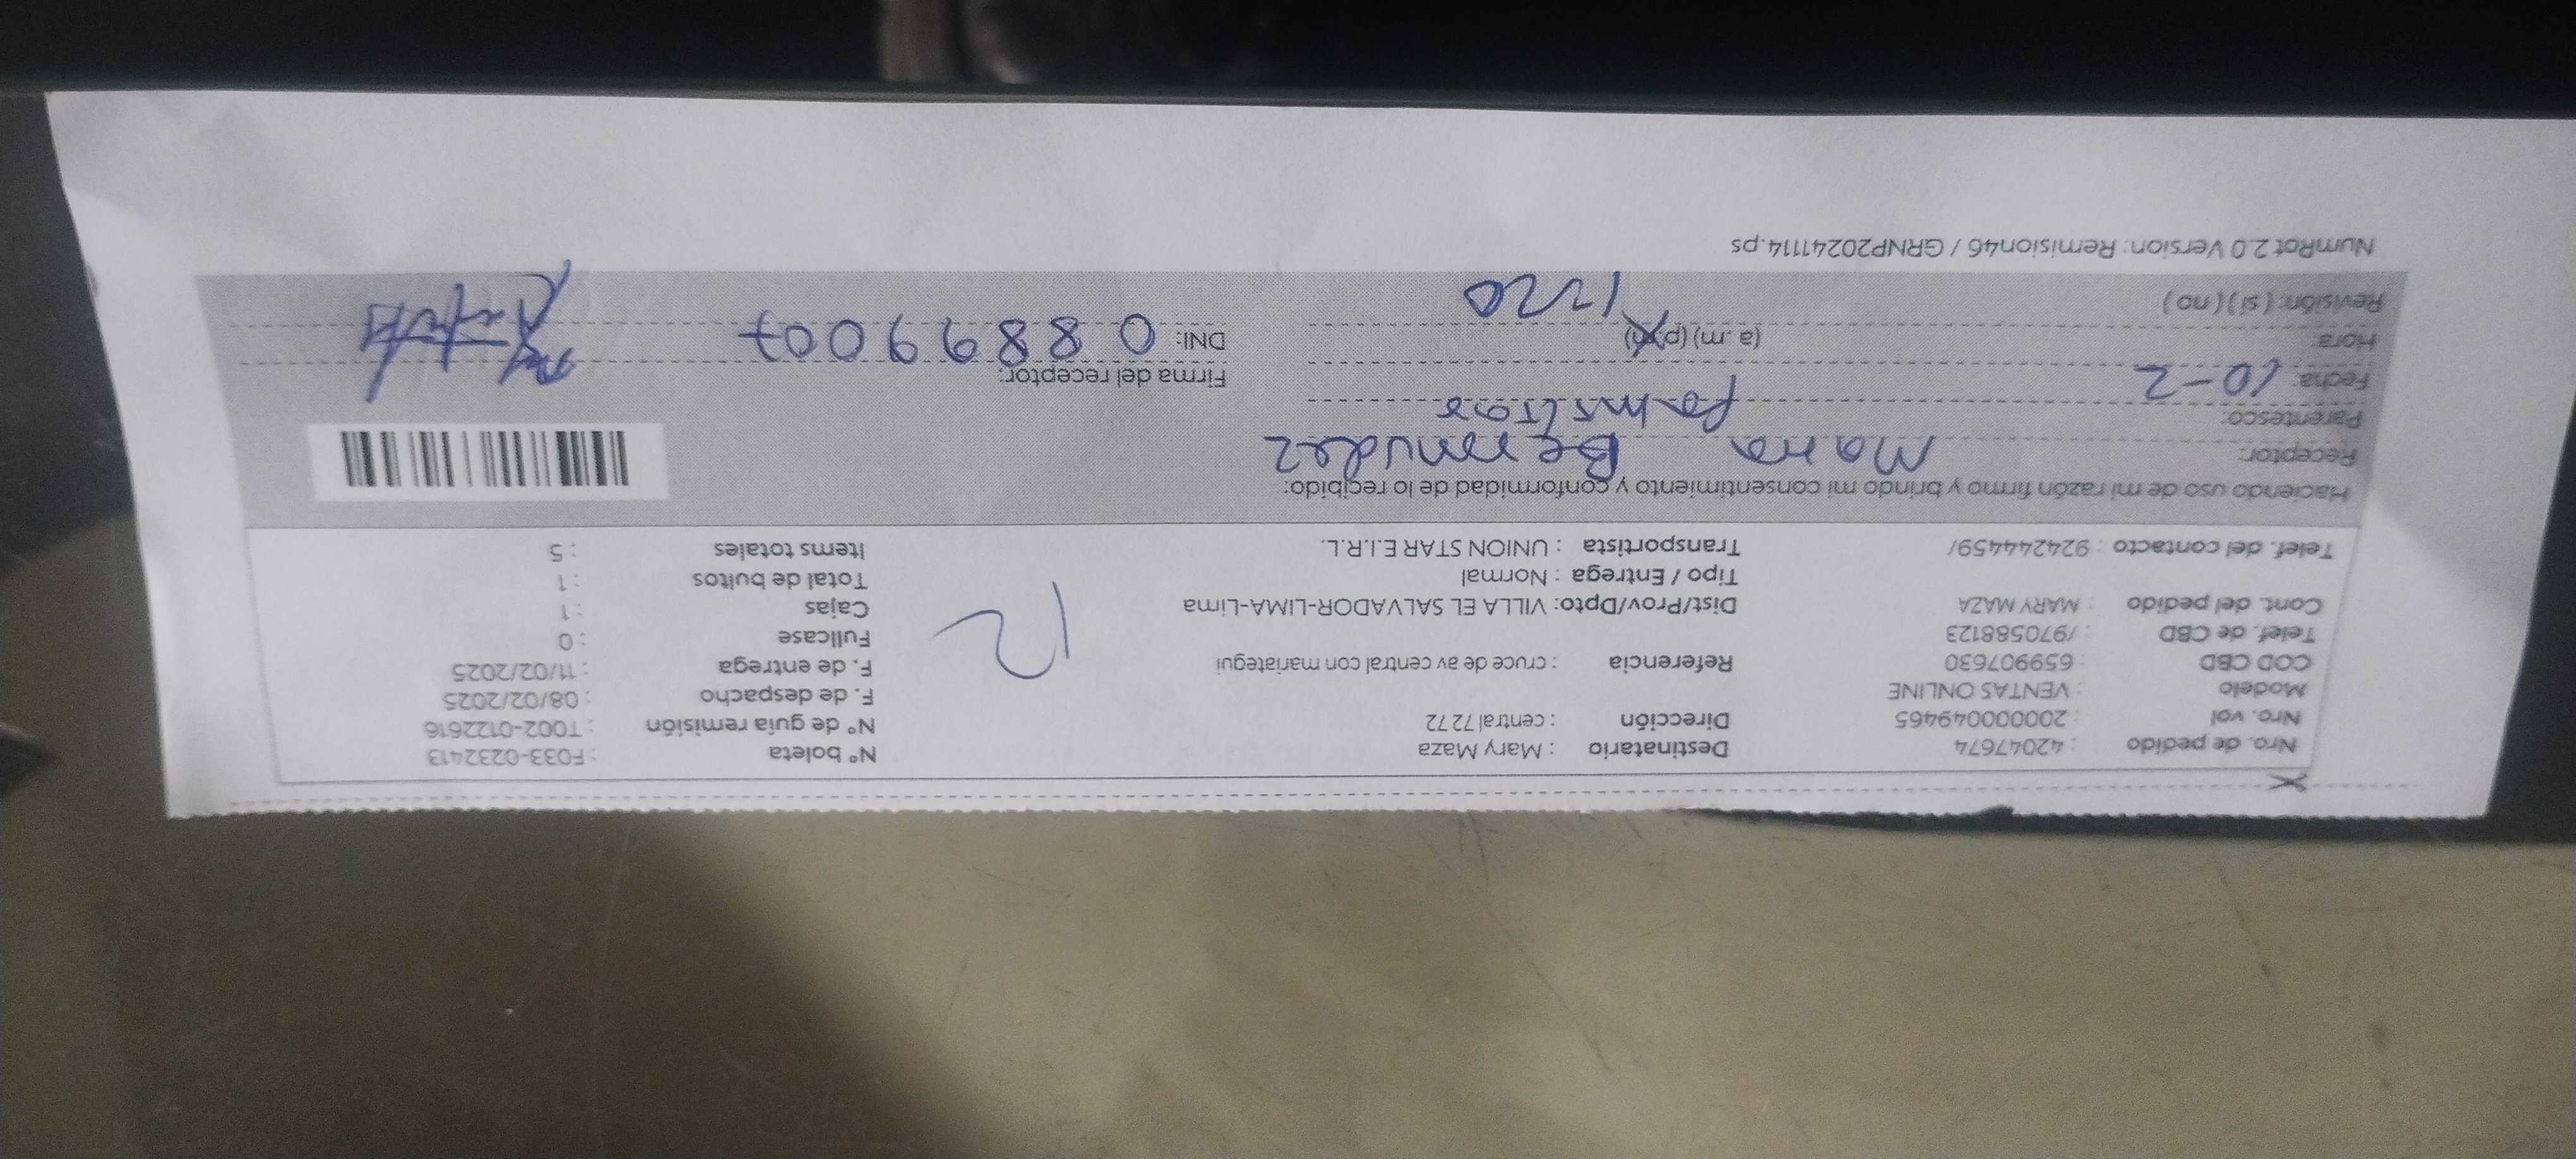 Nro. de pedido : 42047674
Nro. vol : 20000004949465
Modelo : VENTAS ONLINE
COD CBD : 659907630
Telef. de CBD : /970588123
Cont. del pedido : MARY MAZA
Telef. del contacto : 924244459/
Destinatario : Mary Maza
Dirección : central 7272
Referencia : cruce de av central con mariategui
Dist/Prov/Dpto: VILLA EL SALVADOR-LIMA-Lima
Tipo / Entrega : Normal
Transportista : UNION STAR E.I.R.L.
12
N° boleta : F033-0232413
N° de guía remisión : T002-0122616
F. de despacho : 08/02/2025
F. de entrega : 11/02/2025
Fullcase : 0
Cajas : 1
Total de bultos : 1
Items totales : 5
Haciendo uso de mi razón firmo y brindo mi consentimiento y conformidad de lo recibido:
Receptor: Bermudez
Parentesco:
Fecha: 10-2
Hora: (a.m) (p.m)
Revisión: (si) (no) 1220
Firma del receptor:
DNI: 08899007
NumRot 2.0 Version: Remision46 / GRNP20241114.ps